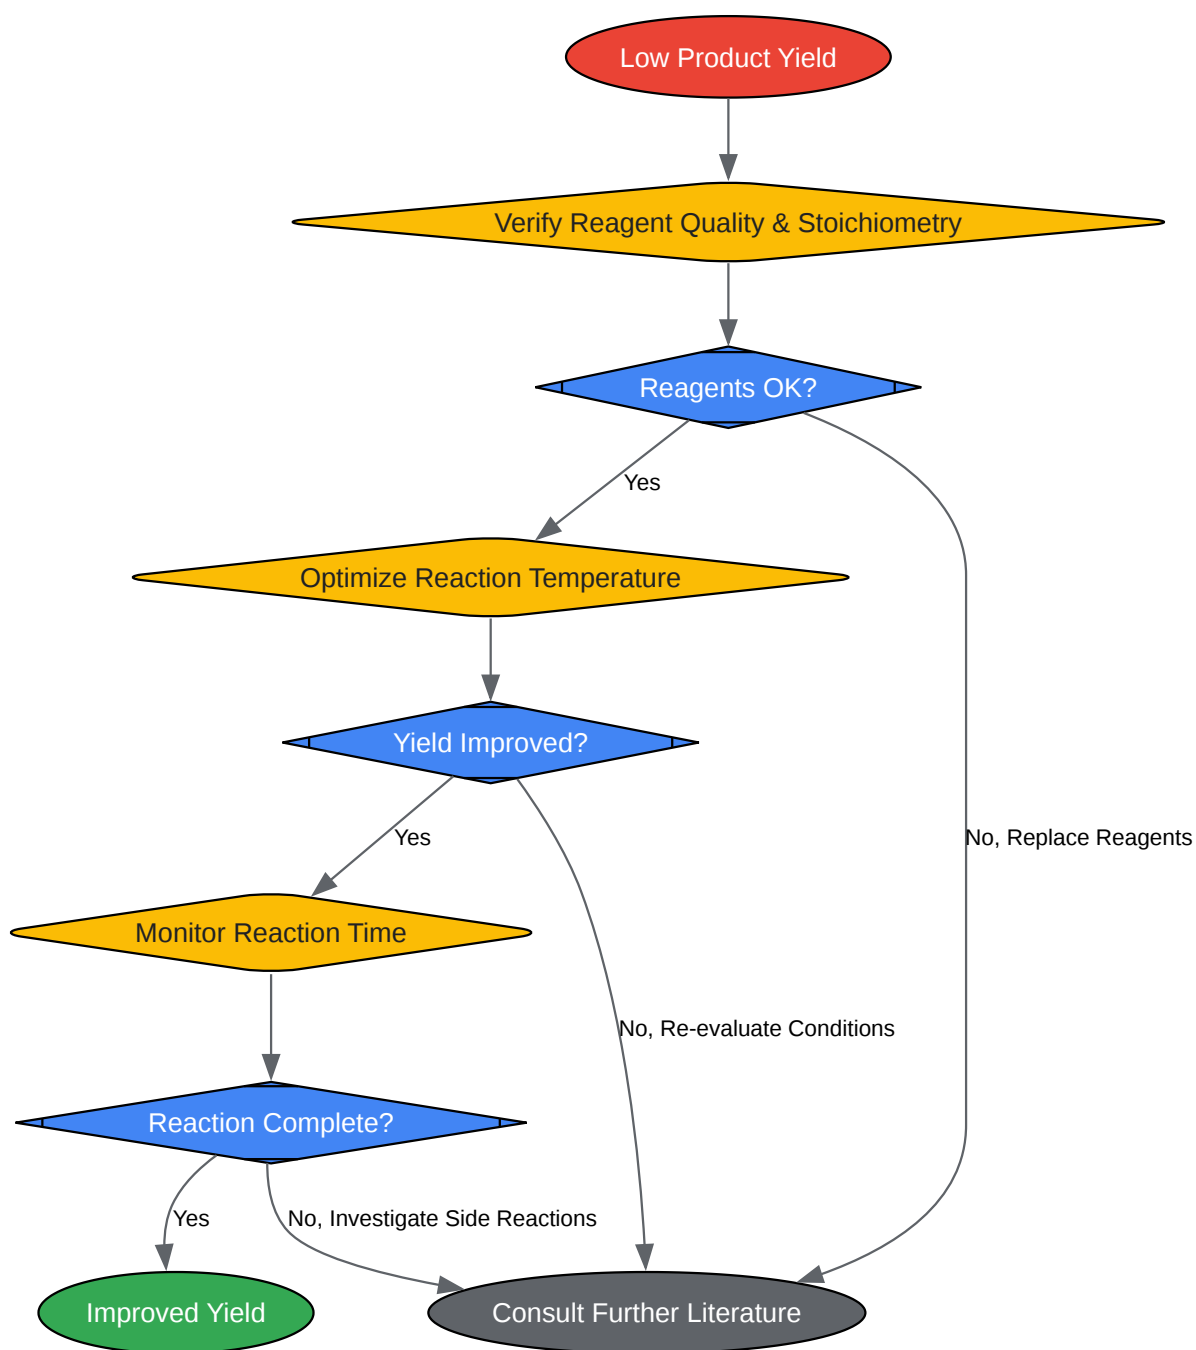 Low Product Yield
Verify Reagent Quality & Stoichiometry
Reagents OK?
Yes
Optimize Reaction Temperature
Yield Improved?
Yes
No, Replace Reagents
Monitor Reaction Time
No, Re-evaluate Conditions
Reaction Complete?
Yes
No, Investigate Side Reactions
Improved Yield
Consult Further Literature